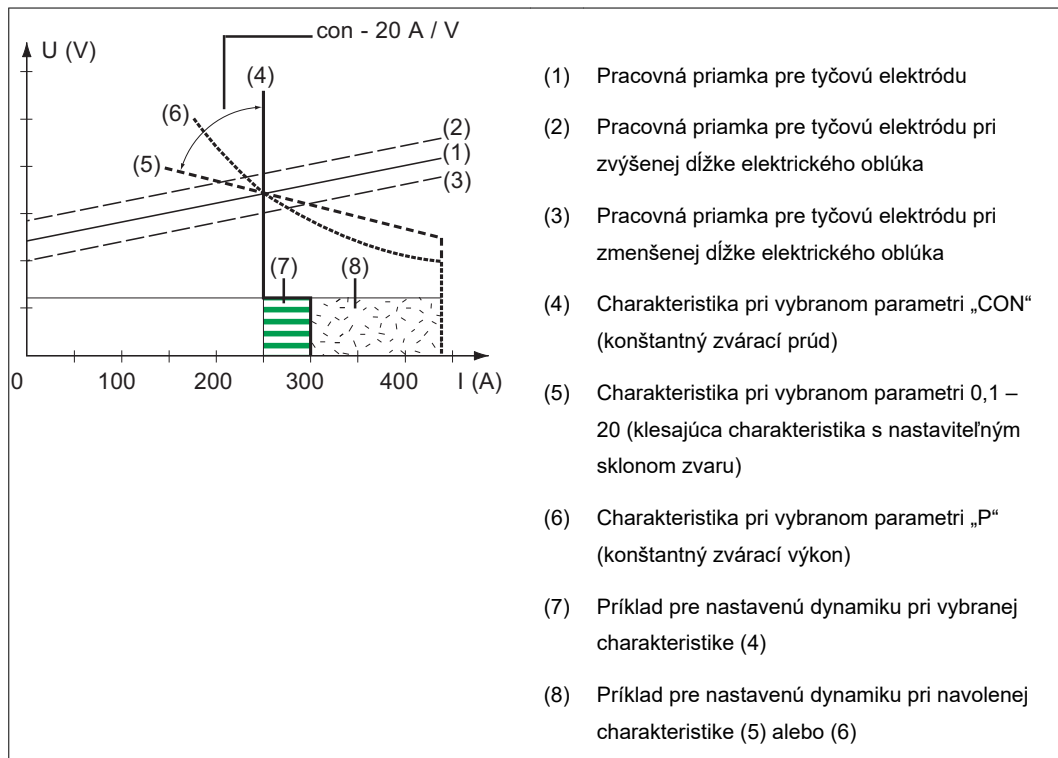 con - 20 A / V
U (V)
(4)
(6)
(5)
(2)
(1)
(3)
(7)
(8)
0
100
200
300
400
I (A)
(1) Pracovná priamka pre tyčovú elektródu
(2) Pracovná priamka pre tyčovú elektródu pri
zvýšenej dĺžke elektrického oblúka
(3) Pracovná priamka pre tyčovú elektródu pri
zmenšenej dĺžke elektrického oblúka
(4) Charakteristika pri vybranom parametri „CON“
(konštantný zvárací prúd)
(5) Charakteristika pri vybranom parametri 0,1 –
20 (klesajúca charakteristika s nastaviteľným
sklonom zvaru)
(6) Charakteristika pri vybranom parametri „P“
(konštantný zvárací výkon)
(7) Príklad pre nastavenú dynamiku pri vybranej
charakteristike (4)
(8) Príklad pre nastavenú dynamiku pri navolenej
charakteristike (5) alebo (6)